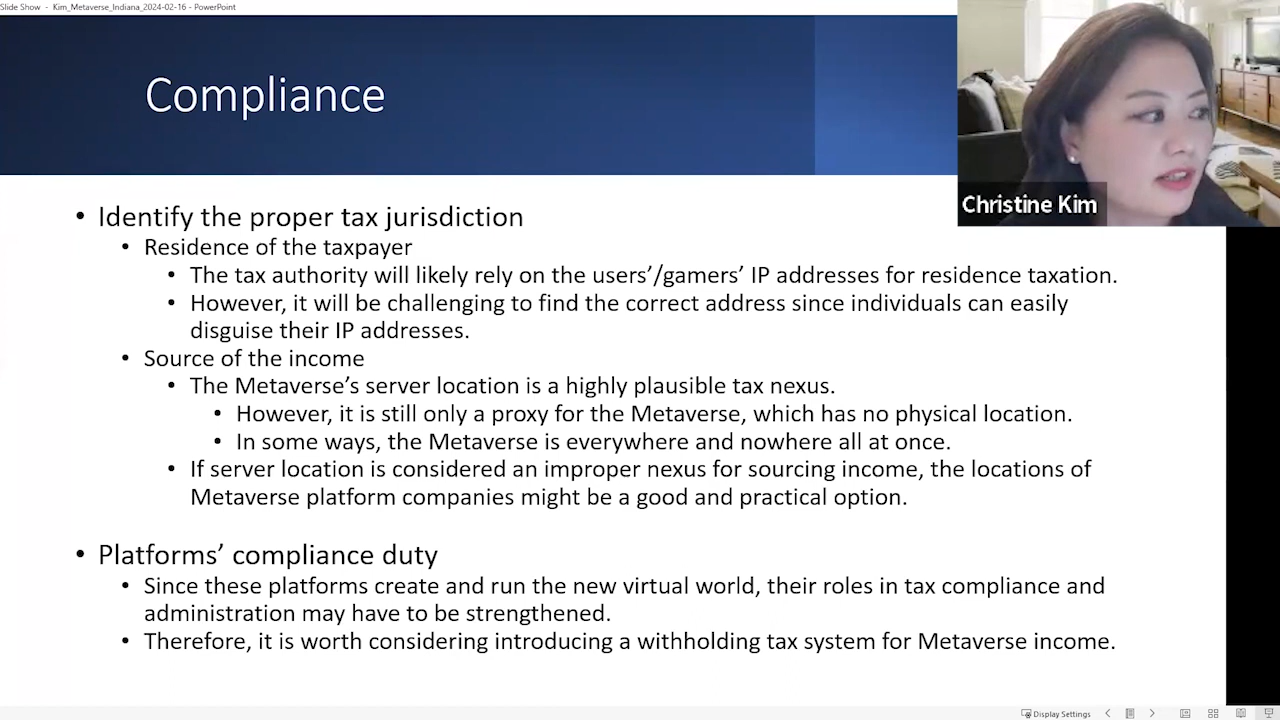 Slide Show - Kim_Metaverse_Indiana_2024-02-16 - PowerPoint
Compliance
Christine Kim
• Identify the proper tax jurisdiction
• Residence of the taxpayer
• The tax authority will likely rely on the users’/gamers’ IP addresses for residence taxation.
• However, it will be challenging to find the correct address since individuals can easily
disguise their IP addresses.
• Source of the income
• The Metaverse’s server location is a highly plausible tax nexus.
• However, it is still only a proxy for the Metaverse, which has no physical location.
• In some ways, the Metaverse is everywhere and nowhere all at once.
• If server location is considered an improper nexus for sourcing income, the locations of
Metaverse platform companies might be a good and practical option.
• Platforms’ compliance duty
• Since these platforms create and run the new virtual world, their roles in tax compliance and
administration may have to be strengthened.
• Therefore, it is worth considering introducing a withholding tax system for Metaverse income.
Display Settings